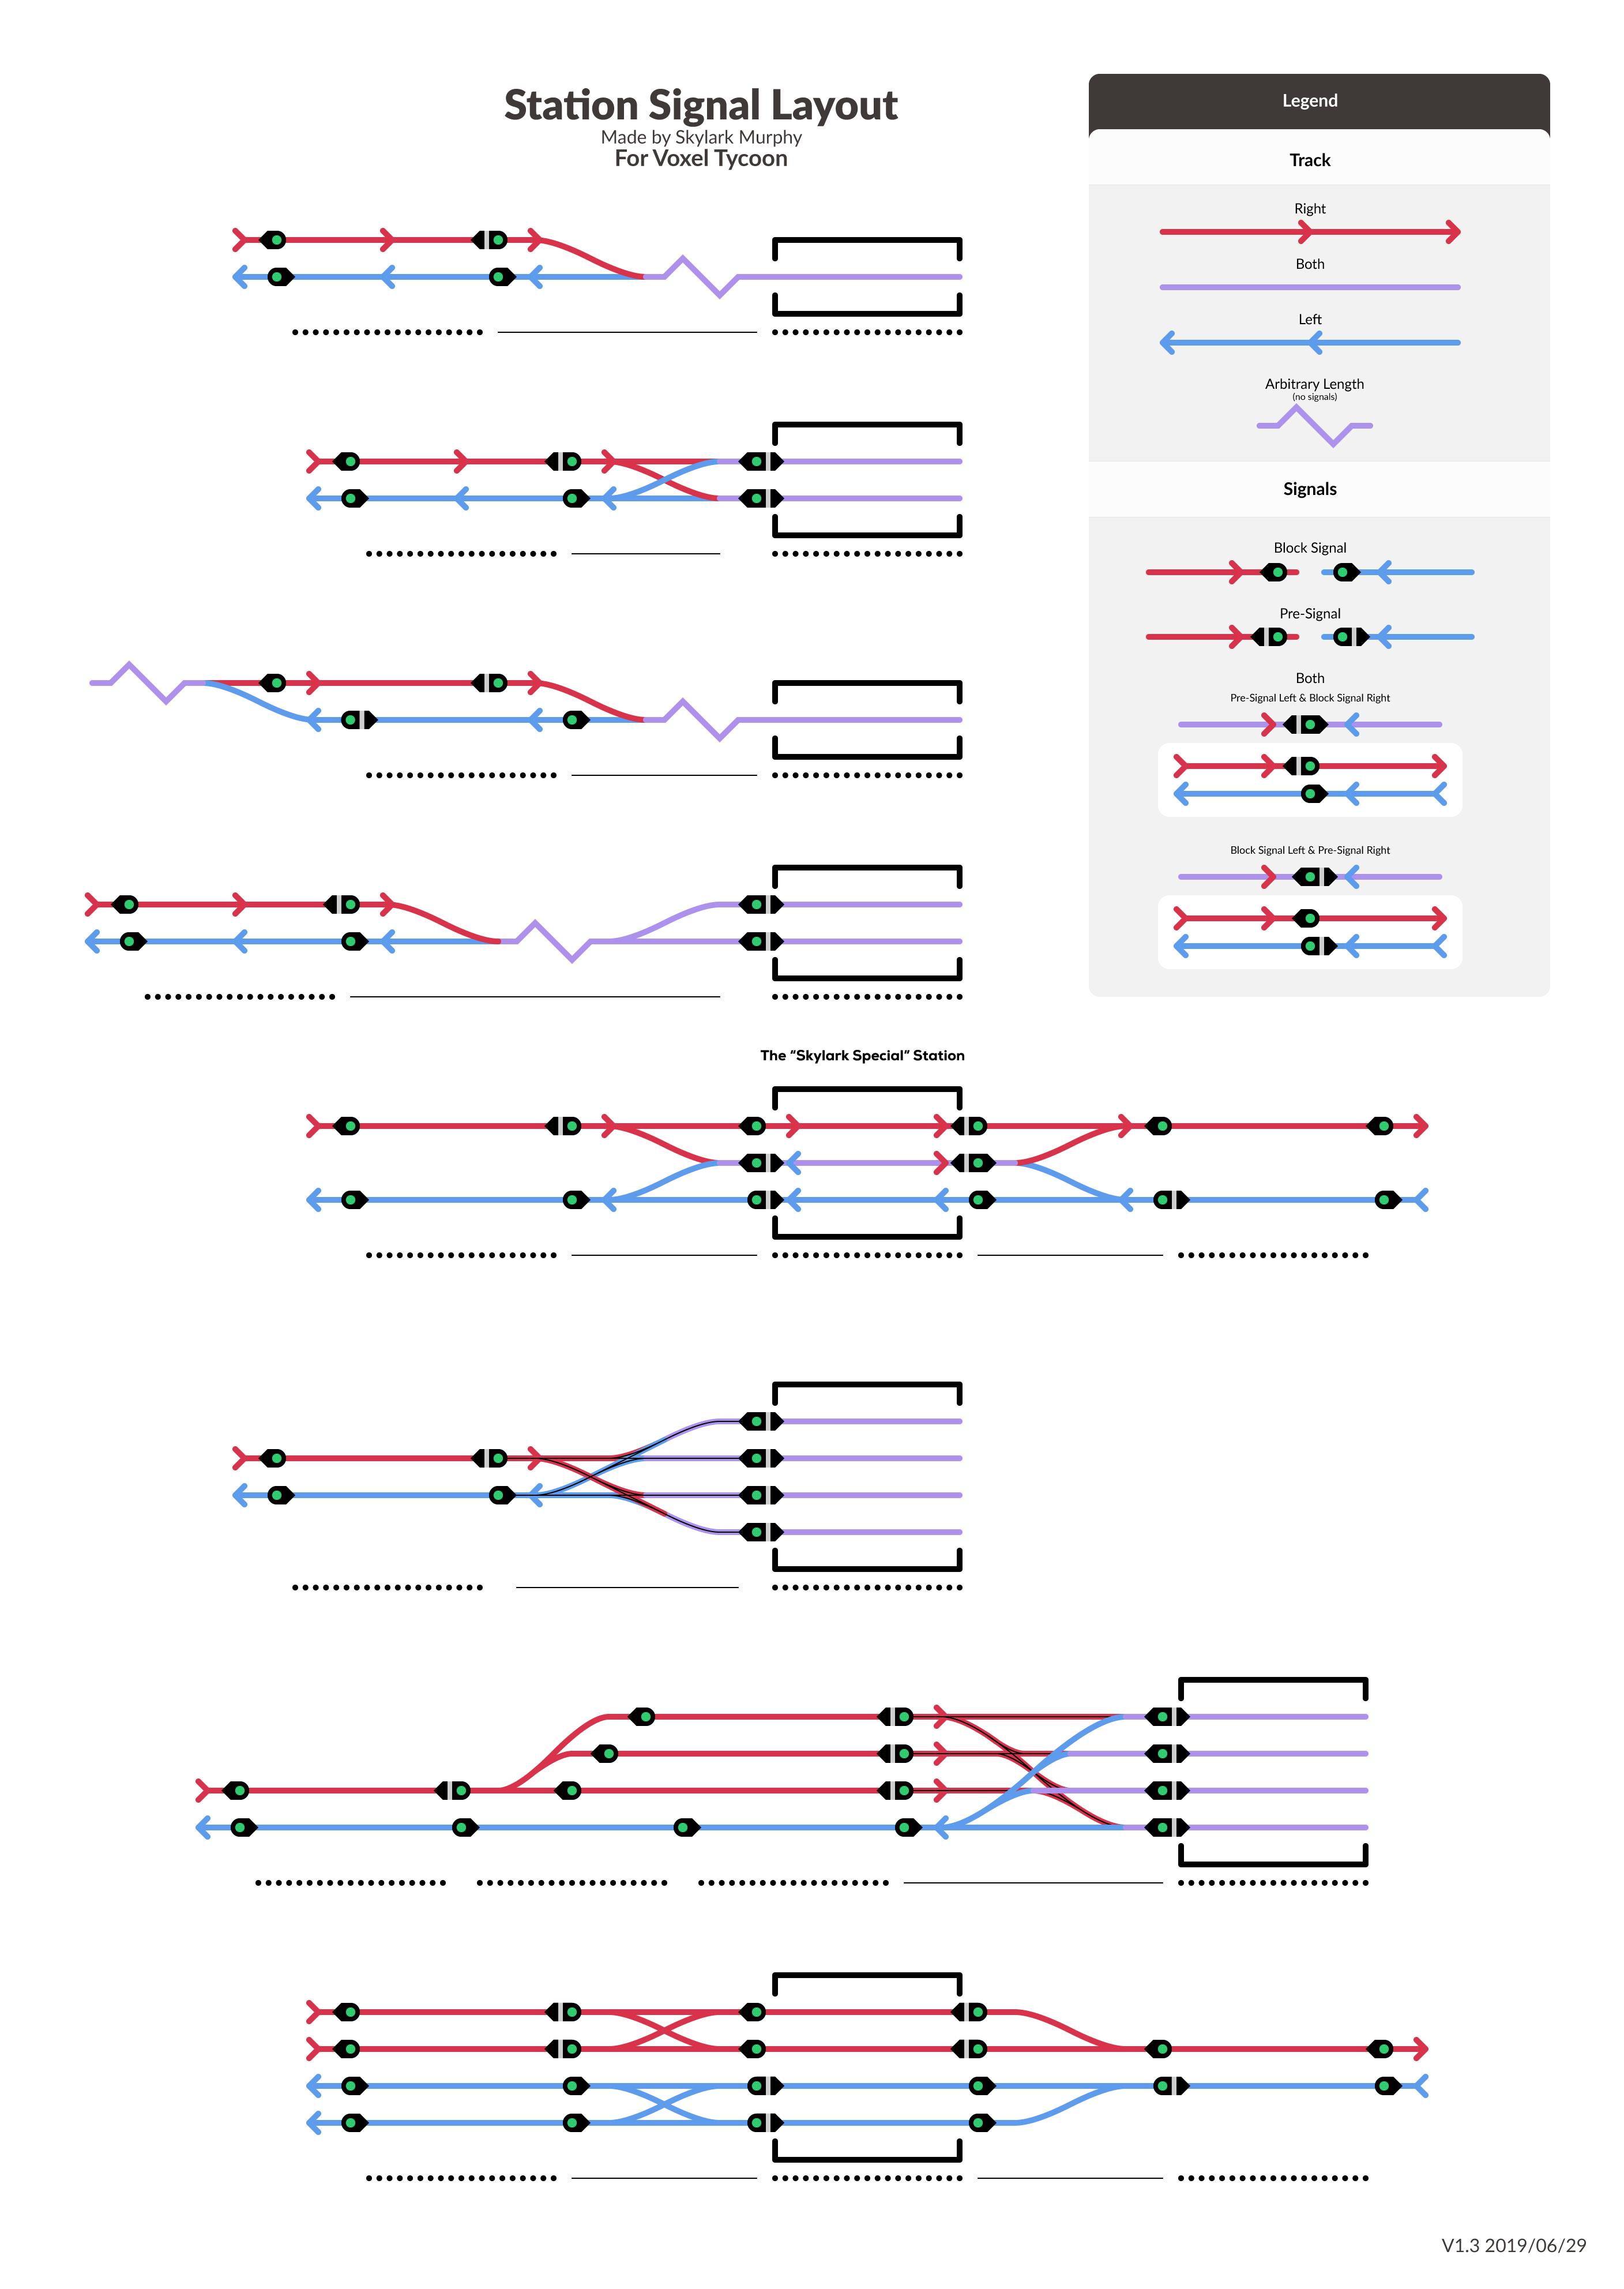 Station Signal Layout
Made by Skylark Murphy
For Voxel Tycoon
Legend
Track
Right
Both
Left
Arbitrary Length
(no signals)
Signals
Block Signal
Pre-Signal
Both
Pre-Signal Left & Block Signal Right
Block Signal Left & Pre-Signal Right
The “Skylark Special” Station
V1.3 2019/06/29